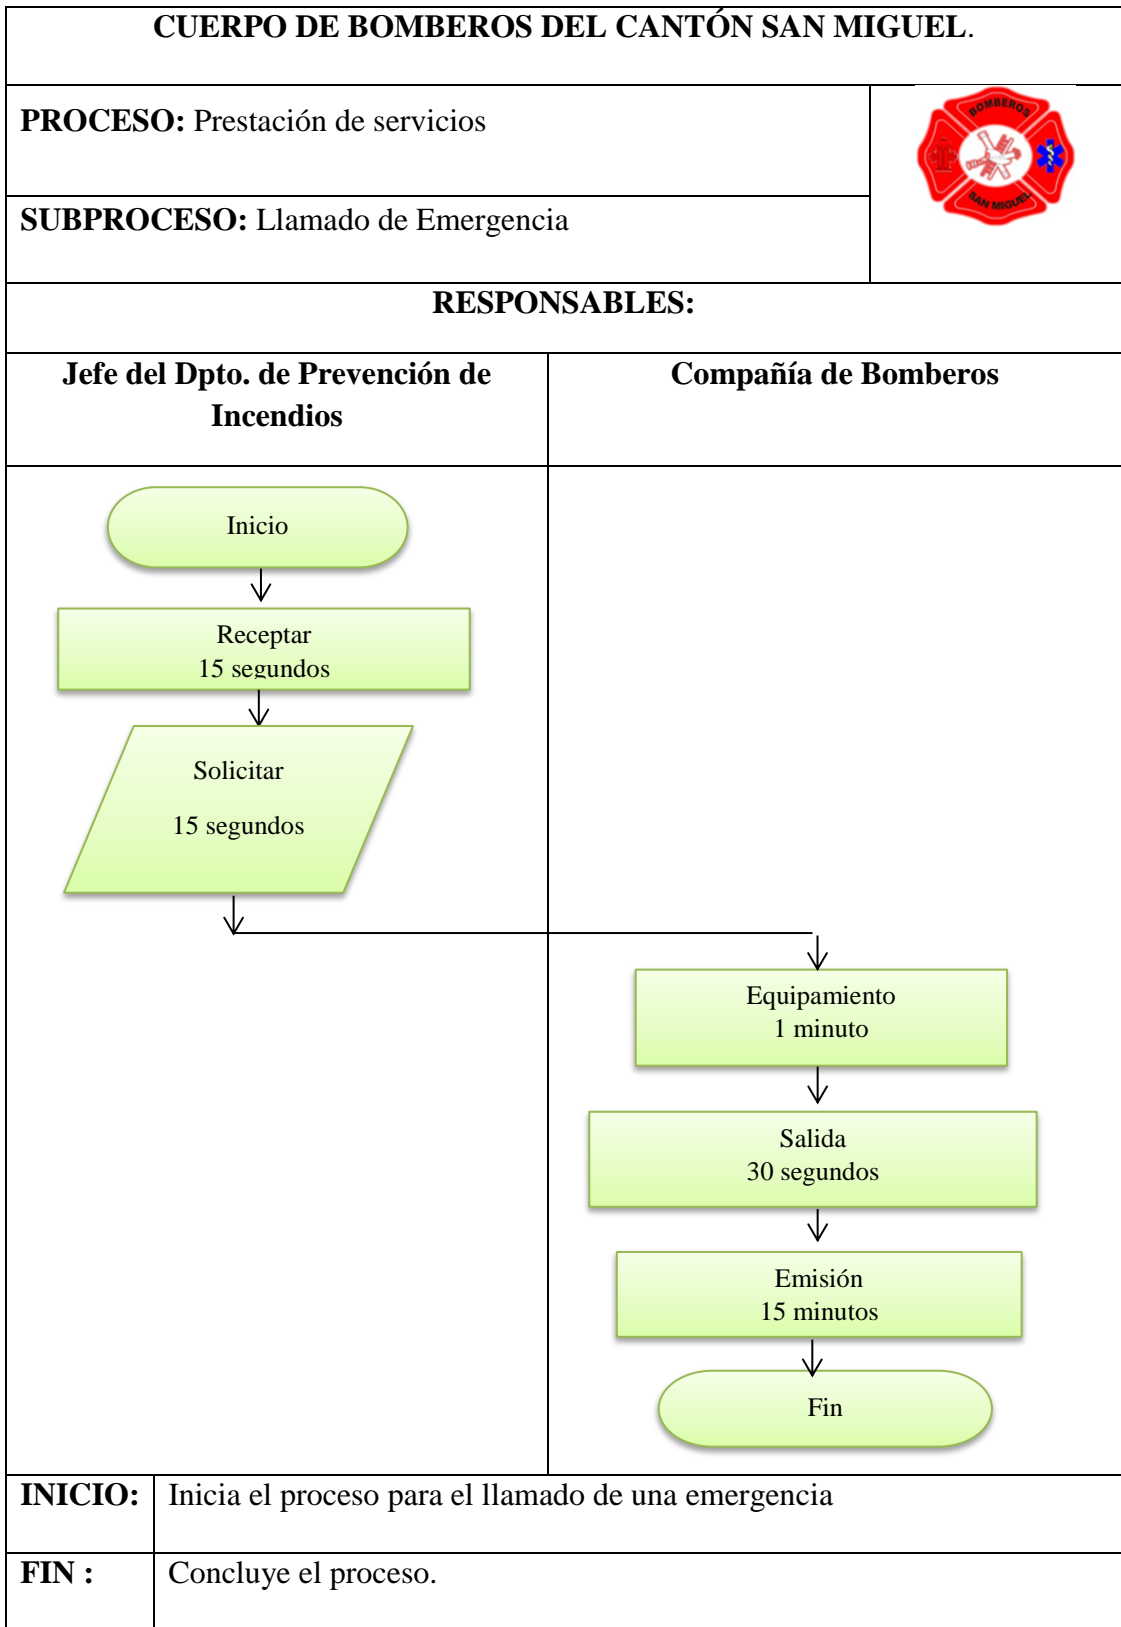 CUERPO DE BOMBEROS DEL CANTÓN SAN MIGUEL.
PROCESO: Prestación de servicios
BOMBEROS
SAN MIGUEL
SUBPROCESO: Llamado de Emergencia
RESPONSABLES:
Jefe del Dpto. de Prevención de
Incendios
Compañía de Bomberos
Inicio
Receptar
15 segundos
Solicitar
15 segundos
Equipamiento
1 minuto
Salida
30 segundos
Emisión
15 minutos
Fin
INICIO: Inicia el proceso para el llamado de una emergencia
FIN : Concluye el proceso.